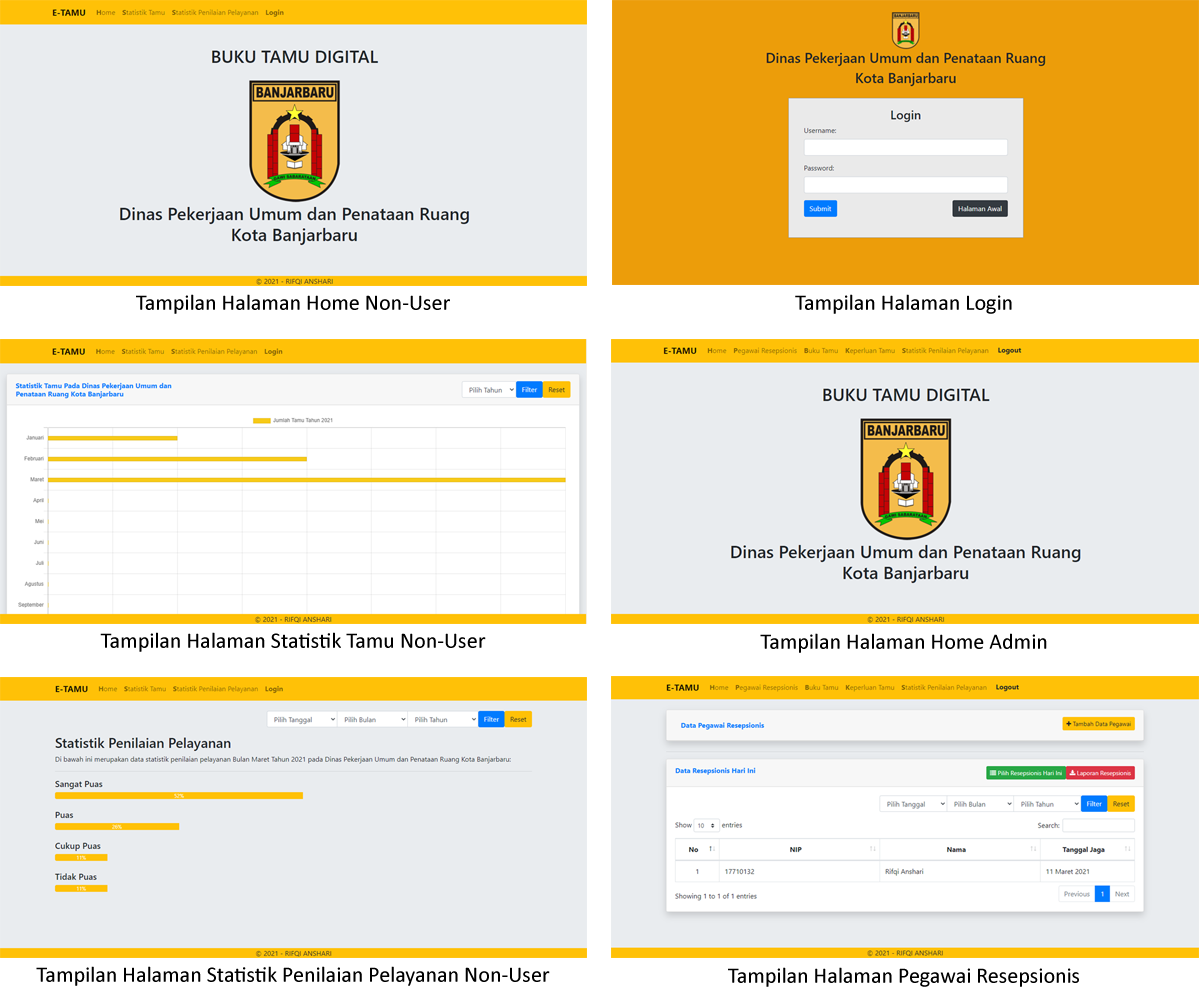 E-TAMU Home Statistik Tamu Statistik Penilaian Pelayanan Login
BUKU TAMU DIGITAL
BANJARBARU
GAWI SABARATAAN
Dinas Pekerjaan Umum dan Penataan Ruang
Kota Banjarbaru
© 2021 - RIFQI ANSHARI
Tampilan Halaman Home Non-User
BANJARBARU
Dinas Pekerjaan Umum dan Penataan Ruang
Kota Banjarbaru
Login
Username:
Password:
Submit Halaman Awal
Tampilan Halaman Login
E-TAMU Home Statistik Tamu Statistik Penilaian Pelayanan Login
Statistik Tamu Pada Dinas Pekerjaan Umum dan
Penataan Ruang Kota Banjarbaru
Pilih Tahun Filter Reset
Jumlah Tamu Tahun 2021
Januari
Februari
Maret
April
Mei
Juni
Juli
Agustus
September
© 2021 - RIFQI ANSHARI
Tampilan Halaman Statistik Tamu Non-User
E-TAMU Home Pegawai Resepsionis Buku Tamu Keperluan Tamu Statistik Penilaian Pelayanan Logout
BUKU TAMU DIGITAL
BANJARBARU
GAWI SABARATAAN
Dinas Pekerjaan Umum dan Penataan Ruang
Kota Banjarbaru
© 2021 - RIFQI ANSHARI
Tampilan Halaman Home Admin
E-TAMU Home Statistik Tamu Statistik Penilaian Pelayanan Login
Pilih Tanggal Pilih Bulan Pilih Tahun Filter Reset
Statistik Penilaian Pelayanan
Di bawah ini merupakan data statistik penilaian pelayanan Bulan Maret Tahun 2021 pada Dinas Pekerjaan Umum dan Penataan Ruang Kota Banjarbaru:
Sangat Puas
52%
Puas
26%
Cukup Puas
11%
Tidak Puas
11%
© 2021 - RIFQI ANSHARI
Tampilan Halaman Statistik Penilaian Pelayanan Non-User
E-TAMU Home Pegawai Resepsionis Buku Tamu Keperluan Tamu Statistik Penilaian Pelayanan Logout
Data Pegawai Resepsionis + Tambah Data Pegawai
Data Resepsionis Hari Ini Pilih Resepsionis Hari Ini Laporan Resepsionis
Pilih Tanggal Pilih Bulan Pilih Tahun Filter Reset
Show 10 entries Search:
No NIP Nama Tanggal Jaga
1 17710132 Rifqi Anshari 11 Maret 2021
Showing 1 to 1 of 1 entries Previous 1 Next
© 2021 - RIFQI ANSHARI
Tampilan Halaman Pegawai Resepsionis